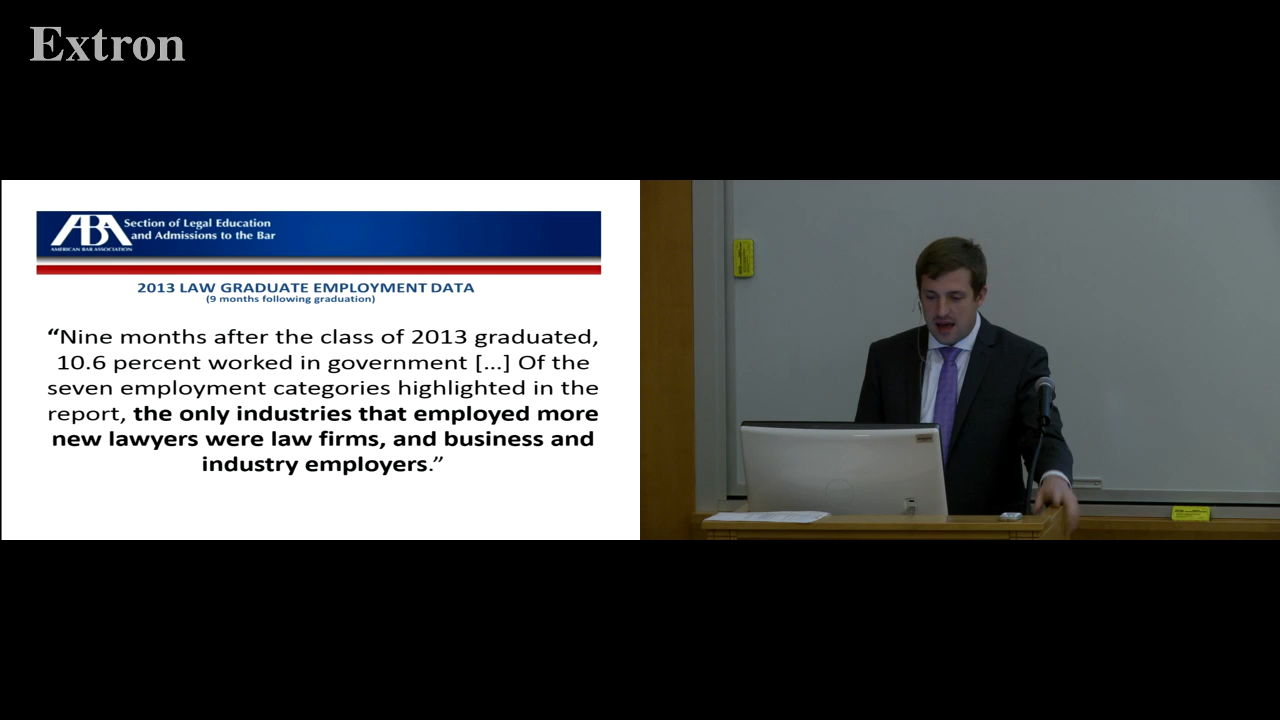 Extron
ABA
AMERICAN BAR ASSOCIATION
Section of Legal Education
and Admissions to the Bar
2013 LAW GRADUATE EMPLOYMENT DATA
(9 months following graduation)
“Nine months after the class of 2013 graduated,
10.6 percent worked in government [...] Of the
seven employment categories highlighted in the
report, the only industries that employed more
new lawyers were law firms, and business and
industry employers.”